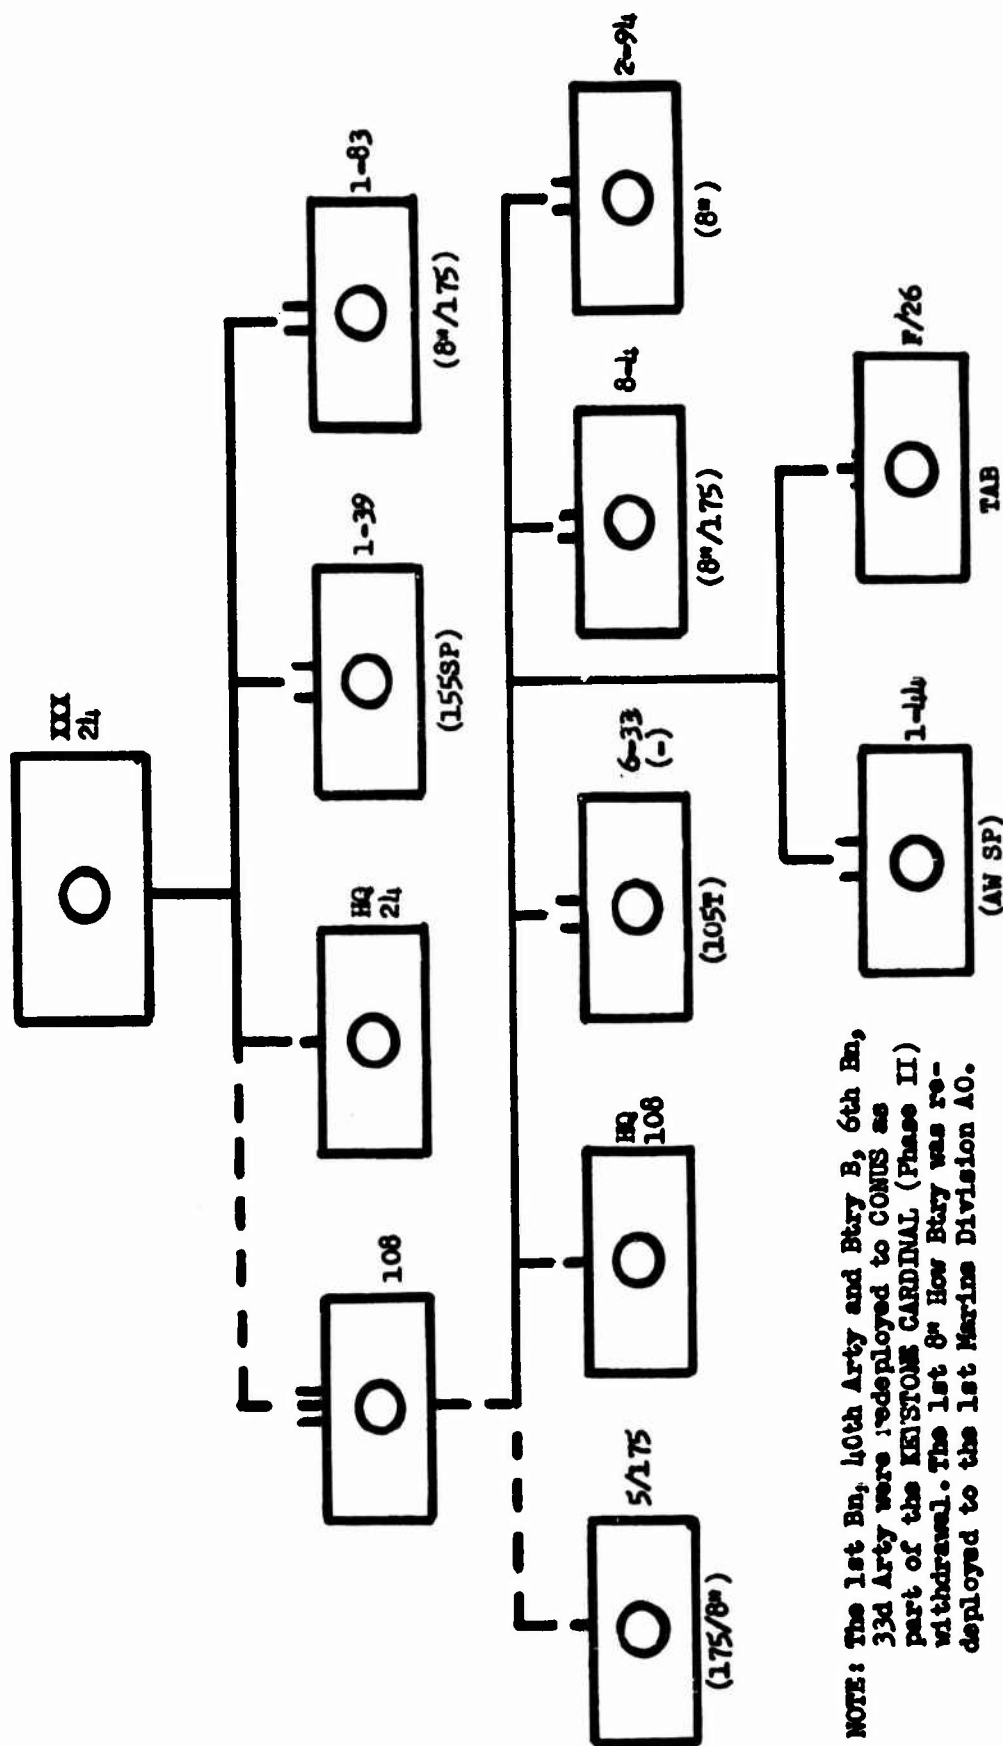 XXX
24
108
HQ
24
1-39
(155SP)
1-83
(8"/175)
5/175
(175/8")
HQ
108
6-33
(-)
(105T)
8-4
(8"/175)
2-94
(8")
1-44
(AW SP)
F/26
TAB
NOTE: The 1st Bn, 40th Arty and Btry B, 6th Bn,
33d Arty were redeployed to CONUS as
part of the KEYSTONE CARDINAL (Phase II)
withdrawal. The 1st 8" How Btry was re-
deployed to the 1st Marine Division AO.